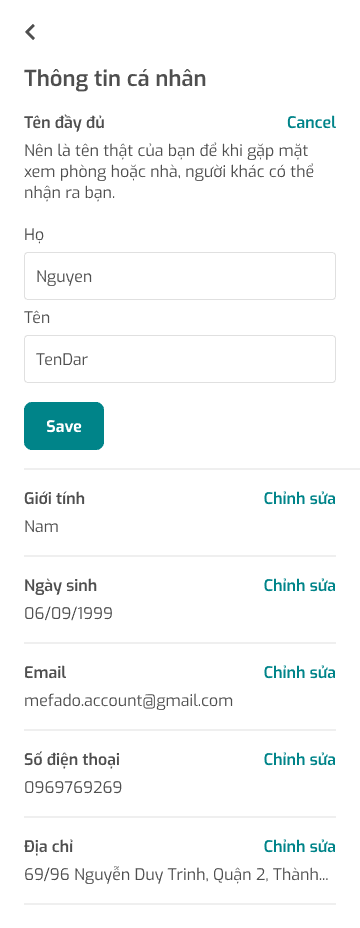 Thông tin cá nhân
Tên đầy đủ
Cancel
Nên là tên thật của bạn để khi gặp mặt
xem phòng hoặc nhà, người khác có thể
nhận ra bạn.
Họ
Nguyen
Tên
TenDar
Save
Giới tính
Chỉnh sửa
Nam
Ngày sinh
Chỉnh sửa
06/09/1999
Email
Chỉnh sửa
mefado.account@gmail.com
Số điện thoại
Chỉnh sửa
0969769269
Địa chỉ
Chỉnh sửa
69/96 Nguyễn Duy Trinh, Quận 2, Thành...